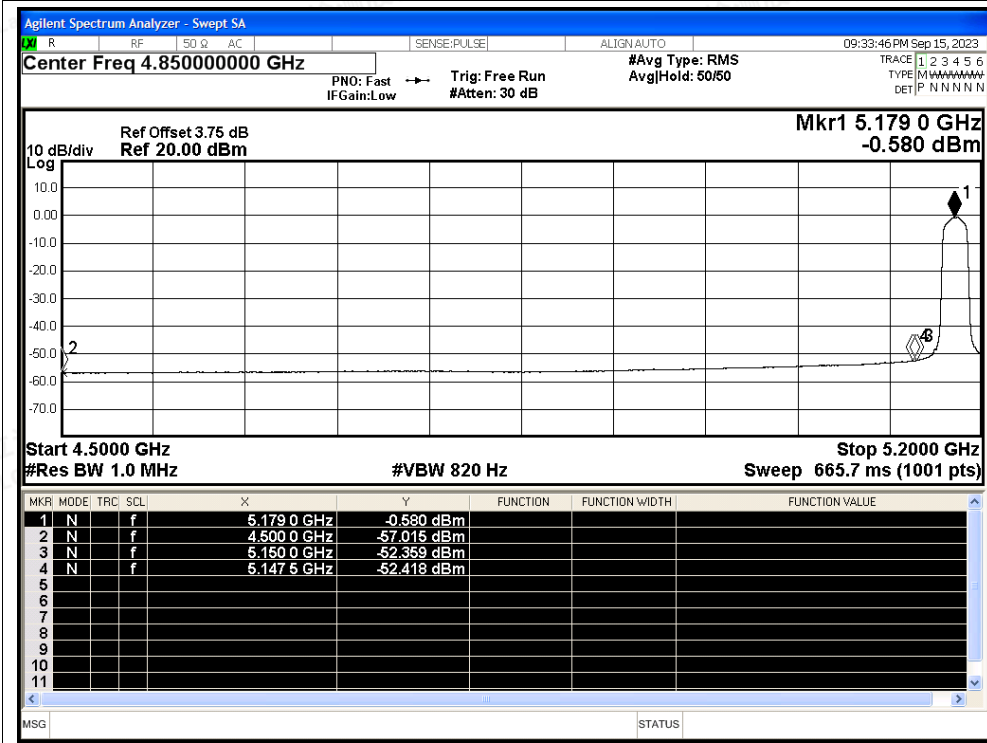 Agilent Spectrum Analyzer - Swept SA
LXI R RF 50 Ω AC SENSE:PULSE ALIGN AUTO 09:33:46 PM Sep 15, 2023
Center Freq 4.850000000 GHz #Avg Type: RMS TRACE 1 2 3 4 5 6
PNO: Fast Trig: Free Run Avg|Hold: 50/50 TYPE M
IFGain:Low #Atten: 30 dB DET P N N N N N
Mkr1 5.179 0 GHz
Ref Offset 3.75 dB -0.580 dBm
10 dB/div Ref 20.00 dBm
Log
10.0
1
0.00
-10.0
-20.0
-30.0
-40.0
4 3
-50.0 2
-60.0
-70.0
Start 4.5000 GHz Stop 5.2000 GHz
#Res BW 1.0 MHz #VBW 820 Hz Sweep 665.7 ms (1001 pts)
MKR MODE TRC SCL X Y FUNCTION FUNCTION WIDTH FUNCTION VALUE
1 N f 5.179 0 GHz -0.580 dBm
2 N f 4.500 0 GHz -57.015 dBm
3 N f 5.150 0 GHz -52.359 dBm
4 N f 5.147 5 GHz -52.418 dBm
5
6
7
8
9
10
11
MSG STATUS